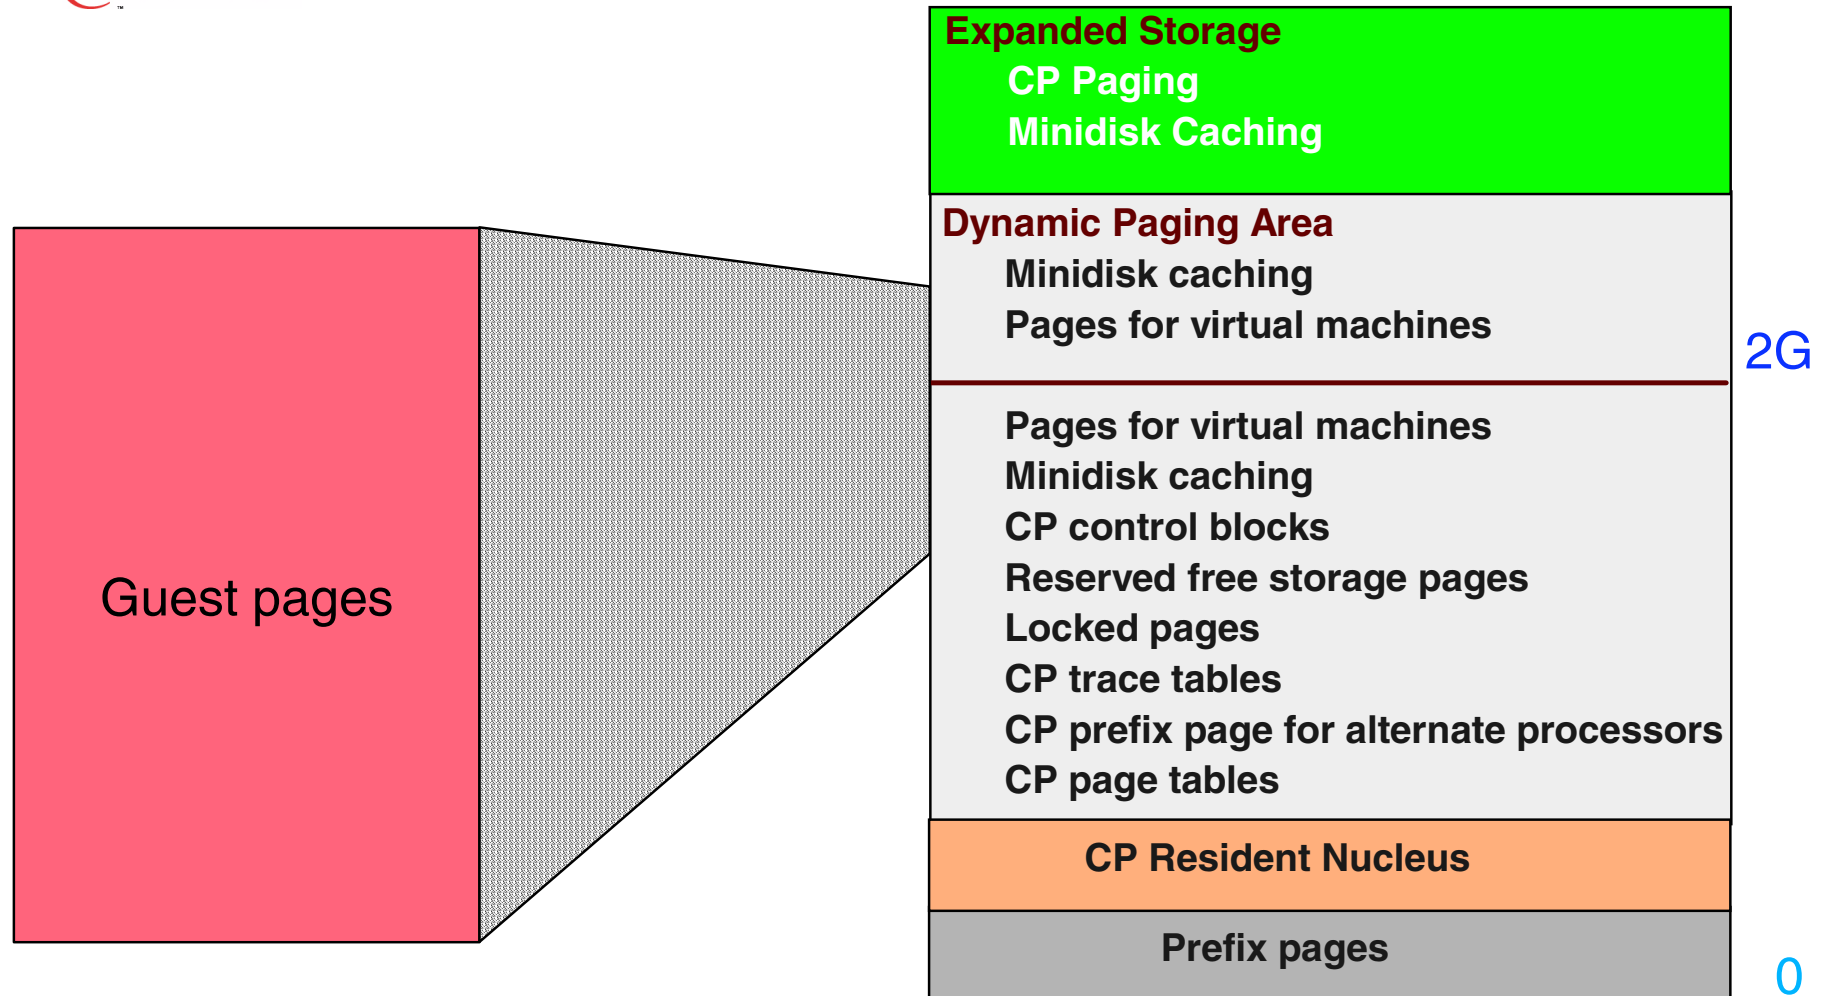 ™
Expanded Storage
CP Paging
Minidisk Caching
Dynamic Paging Area
Minidisk caching
Pages for virtual machines
2G
Pages for virtual machines
Minidisk caching
CP control blocks
Reserved free storage pages
Locked pages
CP trace tables
CP prefix page for alternate processors
CP page tables
Guest pages
CP Resident Nucleus
Prefix pages
0